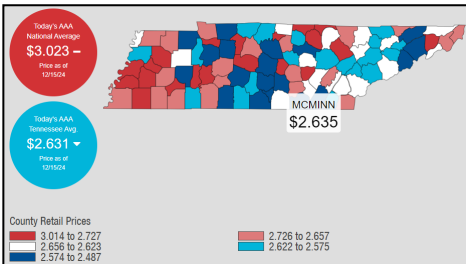 Today's AAA
National Average
$3.023 –
Price as of
12/15/24
Today's AAA
Tennessee Avg.
$2.631
Price as of
12/15/24
MCMINN
$2.635
County Retail Prices
3.014 to 2.727
2.726 to 2.657
2.656 to 2.623
2.622 to 2.575
2.574 to 2.487